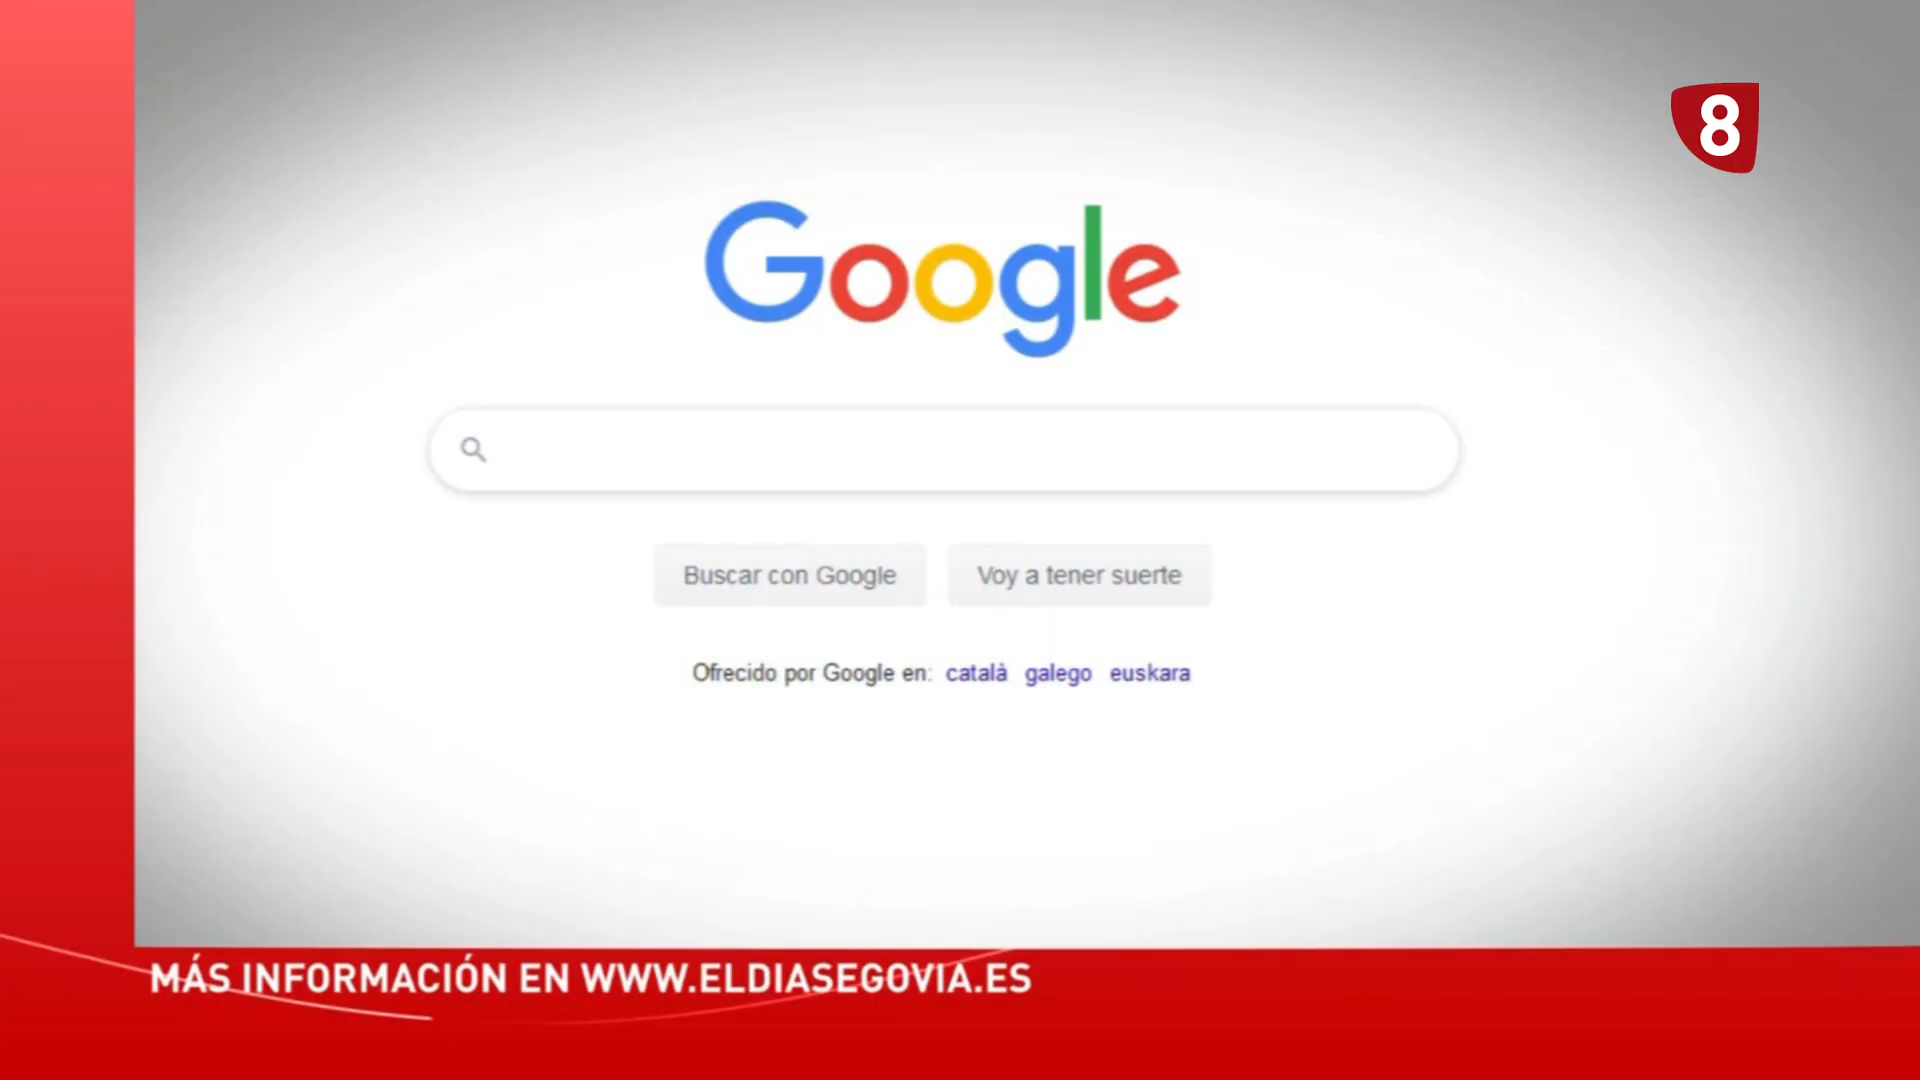 8
Google
Buscar con Google Voy a tener suerte
Ofrecido por Google en: català galego euskara
MÁS INFORMACIÓN EN WWW.ELDIASEGOVIA.ES